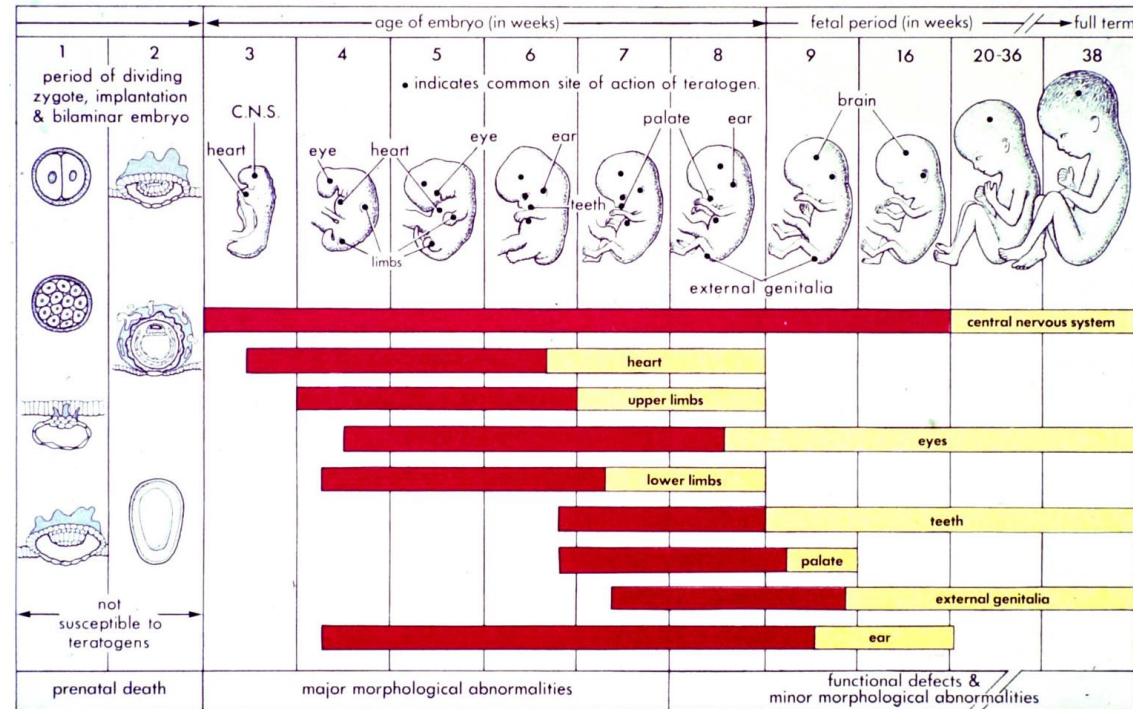 age of embryo (in weeks)
fetal period (in weeks)
full term
1
2
3
4
5
6
7
8
9
16
20-36
38
period of dividing
zygote, implantation
& bilaminar embryo
• indicates common site of action of teratogen.
C.N.S.
heart
eye
heart
limbs
eye
ear
teeth
palate
ear
brain
external genitalia
central nervous system
heart
upper limbs
eyes
lower limbs
teeth
palate
external genitalia
ear
not
susceptible to
teratogens
prenatal death
major morphological abnormalities
functional defects &
minor morphological abnormalities